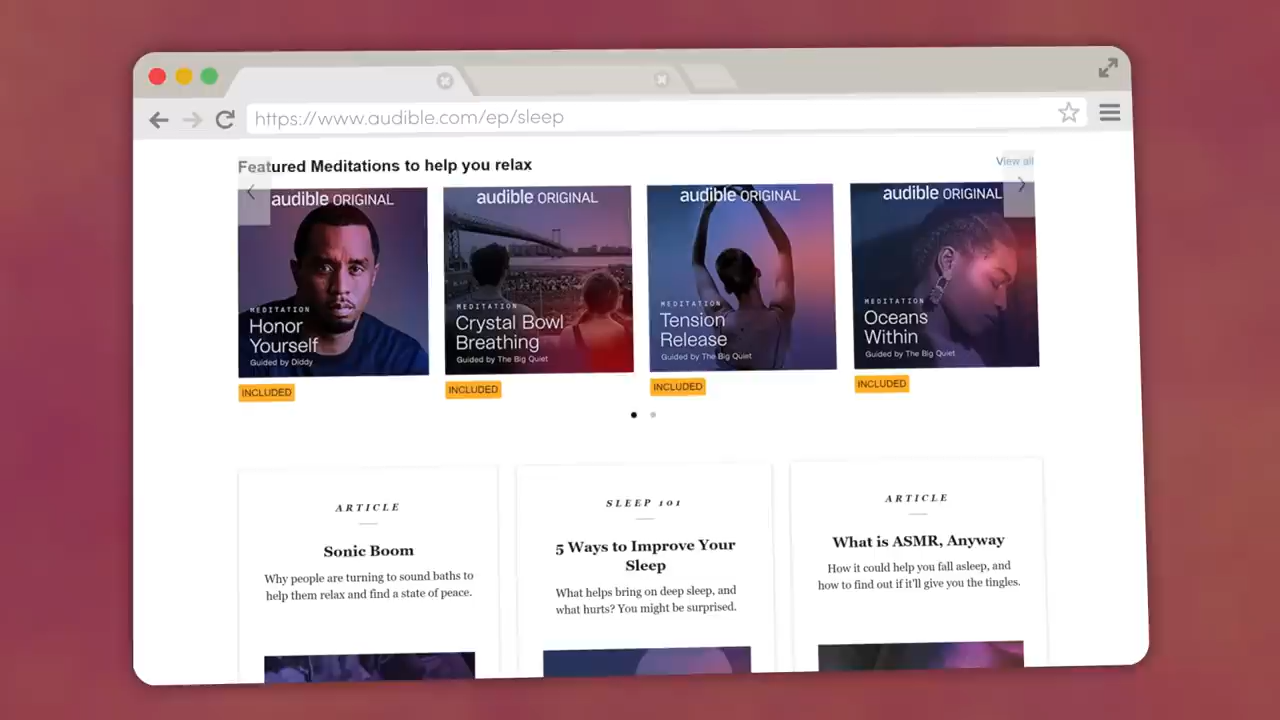 https://www.audible.com/ep/sleep
Featured Meditations to help you relax
View all
audible ORIGINAL
MEDITATION
Honor
Yourself
Guided by Diddy
INCLUDED
audible ORIGINAL
MEDITATION
Crystal Bowl
Breathing
Guided by The Big Quiet
INCLUDED
audible ORIGINAL
MEDITATION
Tension
Release
Guided by The Big Quiet
INCLUDED
audible ORIGINAL
MEDITATION
Oceans
Within
Guided by The Big Quiet
INCLUDED
ARTICLE
Sonic Boom
Why people are turning to sound baths to
help them relax and find a state of peace.
SLEEP 101
5 Ways to Improve Your
Sleep
What helps bring on deep sleep, and
what hurts? You might be surprised.
ARTICLE
What is ASMR, Anyway
How it could help you fall asleep, and
how to find out if it'll give you the tingles.